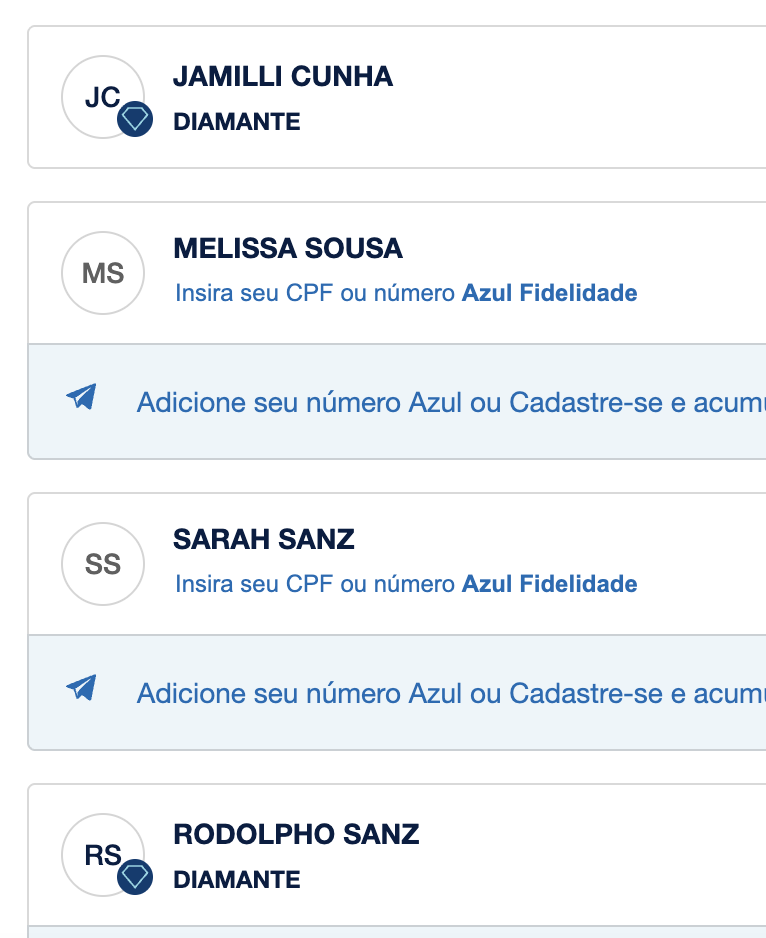 JC
JAMILLI CUNHA
DIAMANTE
MS
MELISSA SOUSA
Insira seu CPF ou número Azul Fidelidade
Adicione seu número Azul ou Cadastre-se e acum
SS
SARAH SANZ
Insira seu CPF ou número Azul Fidelidade
Adicione seu número Azul ou Cadastre-se e acum
RS
RODOLPHO SANZ
DIAMANTE